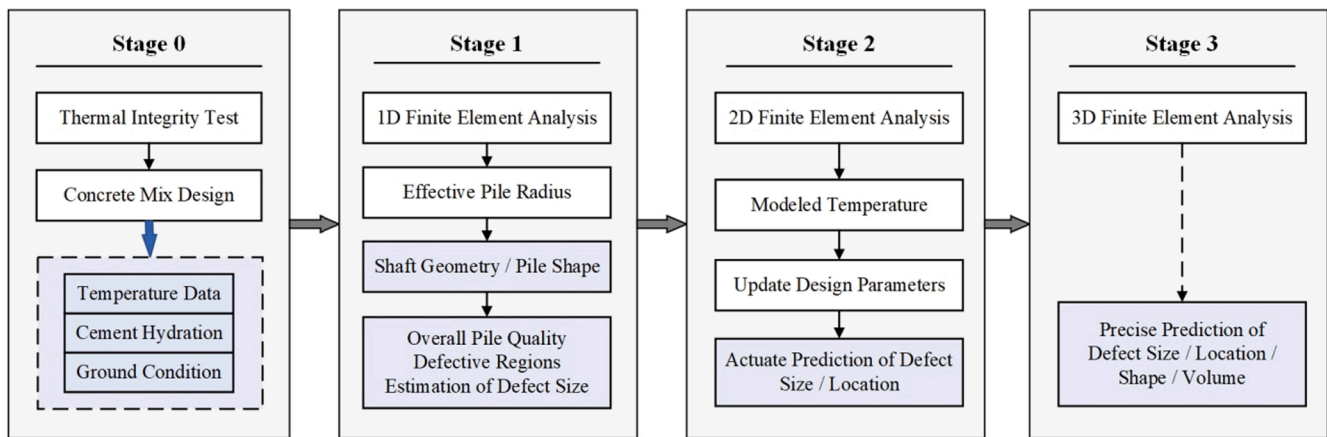 Stage 0
Thermal Integrity Test
Concrete Mix Design
Temperature Data
Cement Hydration
Ground Condition
Stage 1
1D Finite Element Analysis
Effective Pile Radius
Shaft Geometry / Pile Shape
Overall Pile Quality
Defective Regions
Estimation of Defect Size
Stage 2
2D Finite Element Analysis
Modeled Temperature
Update Design Parameters
Actuate Prediction of Defect
Size / Location
Stage 3
3D Finite Element Analysis
Precise Prediction of
Defect Size / Location /
Shape / Volume